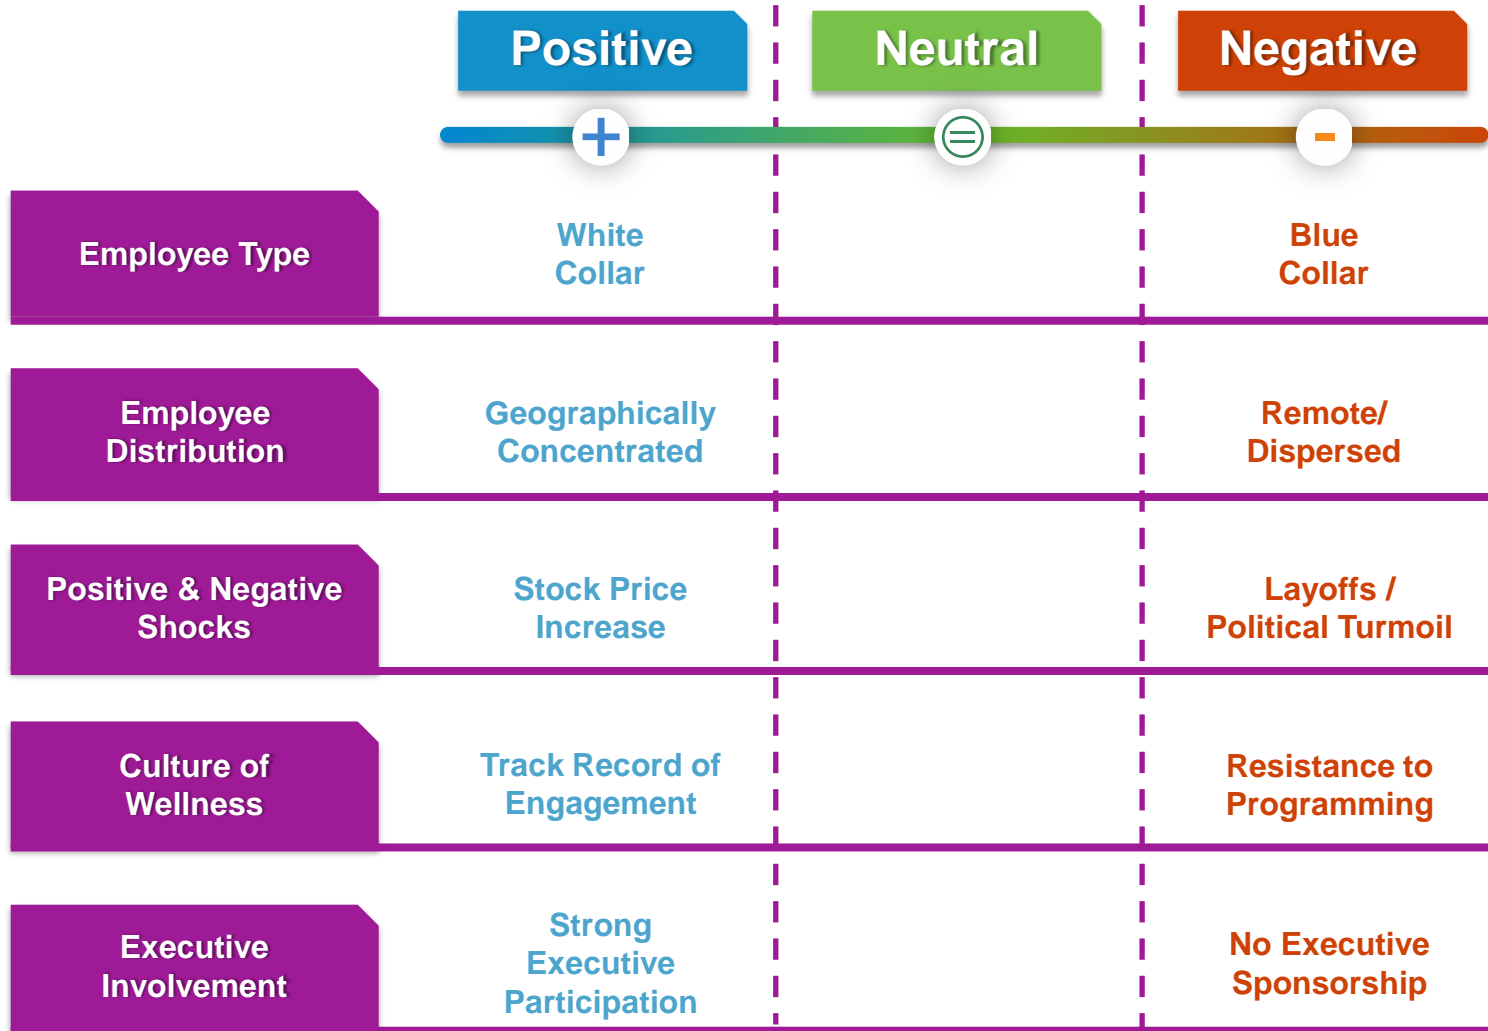 Positive
Neutral
Negative
Employee Type
White
Collar
Blue
Collar
Employee
Distribution
Geographically
Concentrated
Remote/
Dispersed
Positive & Negative
Shocks
Stock Price
Increase
Layoffs /
Political Turmoil
Culture of
Wellness
Track Record of
Engagement
Resistance to
Programming
Executive
Involvement
Strong
Executive
Participation
No Executive
Sponsorship